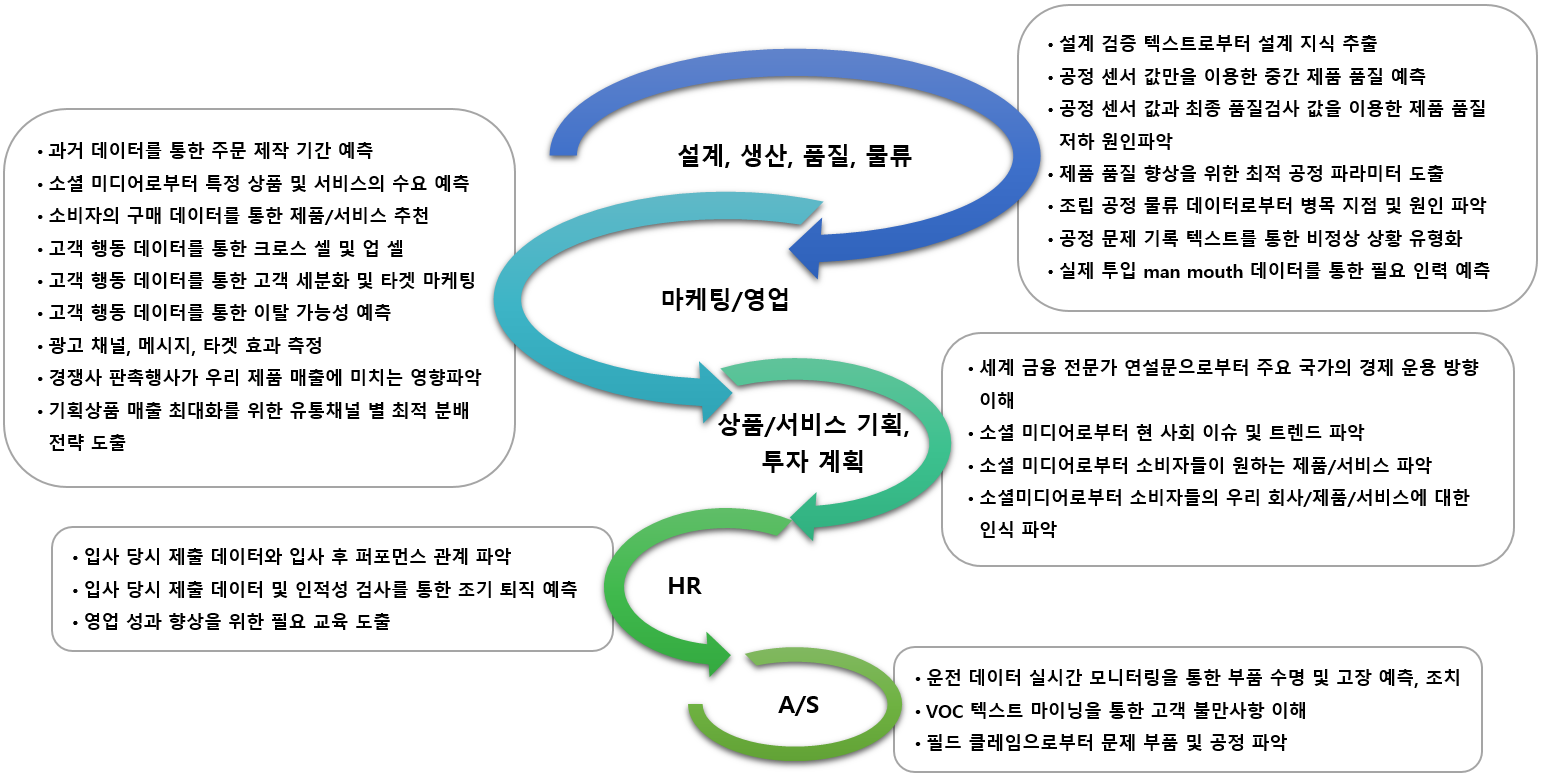 설계, 생산, 품질, 물류
• 설계 검증 텍스트로부터 설계 지식 추출
• 공정 센서 값만을 이용한 중간 제품 품질 예측
• 공정 센서 값과 최종 품질검사 값을 이용한 제품 품질
저하 원인파악
• 제품 품질 향상을 위한 최적 공정 파라미터 도출
• 조립 공정 물류 데이터로부터 병목 지점 및 원인 파악
• 공정 문제 기록 텍스트를 통한 비정상 상황 유형화
• 실제 투입 man mouth 데이터를 통한 필요 인력 예측
마케팅/영업
• 과거 데이터를 통한 주문 제작 기간 예측
• 소셜 미디어로부터 특정 상품 및 서비스의 수요 예측
• 소비자의 구매 데이터를 통한 제품/서비스 추천
• 고객 행동 데이터를 통한 크로스 셀 및 업 셀
• 고객 행동 데이터를 통한 고객 세분화 및 타겟 마케팅
• 고객 행동 데이터를 통한 이탈 가능성 예측
• 광고 채널, 메시지, 타겟 효과 측정
• 경쟁사 판촉행사가 우리 제품 매출에 미치는 영향파악
• 기획상품 매출 최대화를 위한 유통채널 별 최적 분배
전략 도출
상품/서비스 기획,
투자 계획
• 세계 금융 전문가 연설문으로부터 주요 국가의 경제 운용 방향
이해
• 소셜 미디어로부터 현 사회 이슈 및 트렌드 파악
• 소셜 미디어로부터 소비자들이 원하는 제품/서비스 파악
• 소셜미디어로부터 소비자들의 우리 회사/제품/서비스에 대한
인식 파악
HR
• 입사 당시 제출 데이터와 입사 후 퍼포먼스 관계 파악
• 입사 당시 제출 데이터 및 인적성 검사를 통한 조기 퇴직 예측
• 영업 성과 향상을 위한 필요 교육 도출
A/S
• 운전 데이터 실시간 모니터링을 통한 부품 수명 및 고장 예측, 조치
• VOC 텍스트 마이닝을 통한 고객 불만사항 이해
• 필드 클레임으로부터 문제 부품 및 공정 파악